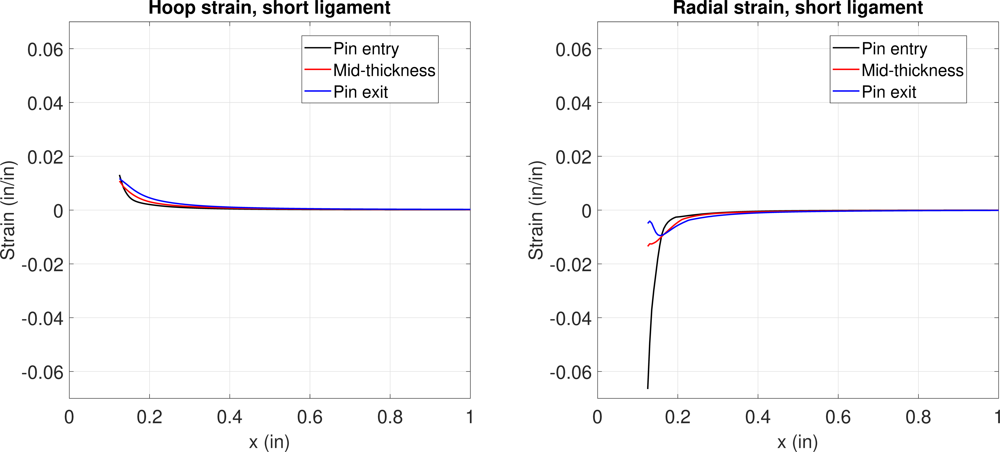 Hoop strain, short ligament
Strain (in/in)
0.06
0.04
0.02
0
-0.02
-0.04
-0.06
Pin entry
Mid-thickness
Pin exit
0 0.2 0.4 0.6 0.8 1
x (in)
Radial strain, short ligament
Strain (in/in)
0.06
0.04
0.02
0
-0.02
-0.04
-0.06
Pin entry
Mid-thickness
Pin exit
0 0.2 0.4 0.6 0.8 1
x (in)